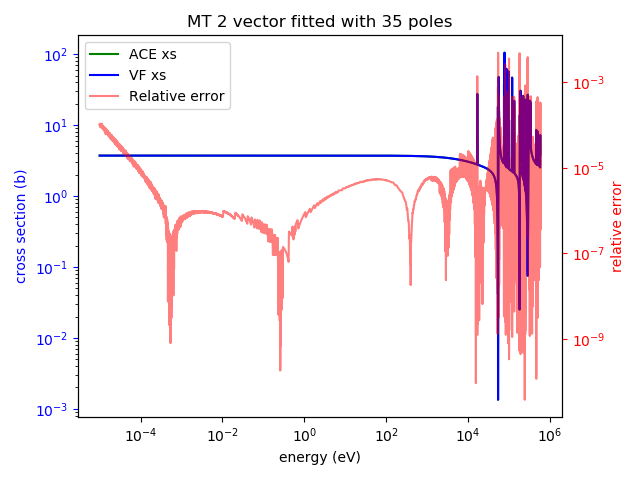 MT 2 vector fitted with 35 poles
ACE xs
VF xs
Relative error
cross section (b)
10^2
10^1
10^0
10^-1
10^-2
10^-3
relative error
10^-3
10^-5
10^-7
10^-9
10^-4 10^-2 10^0 10^2 10^4 10^6
energy (eV)